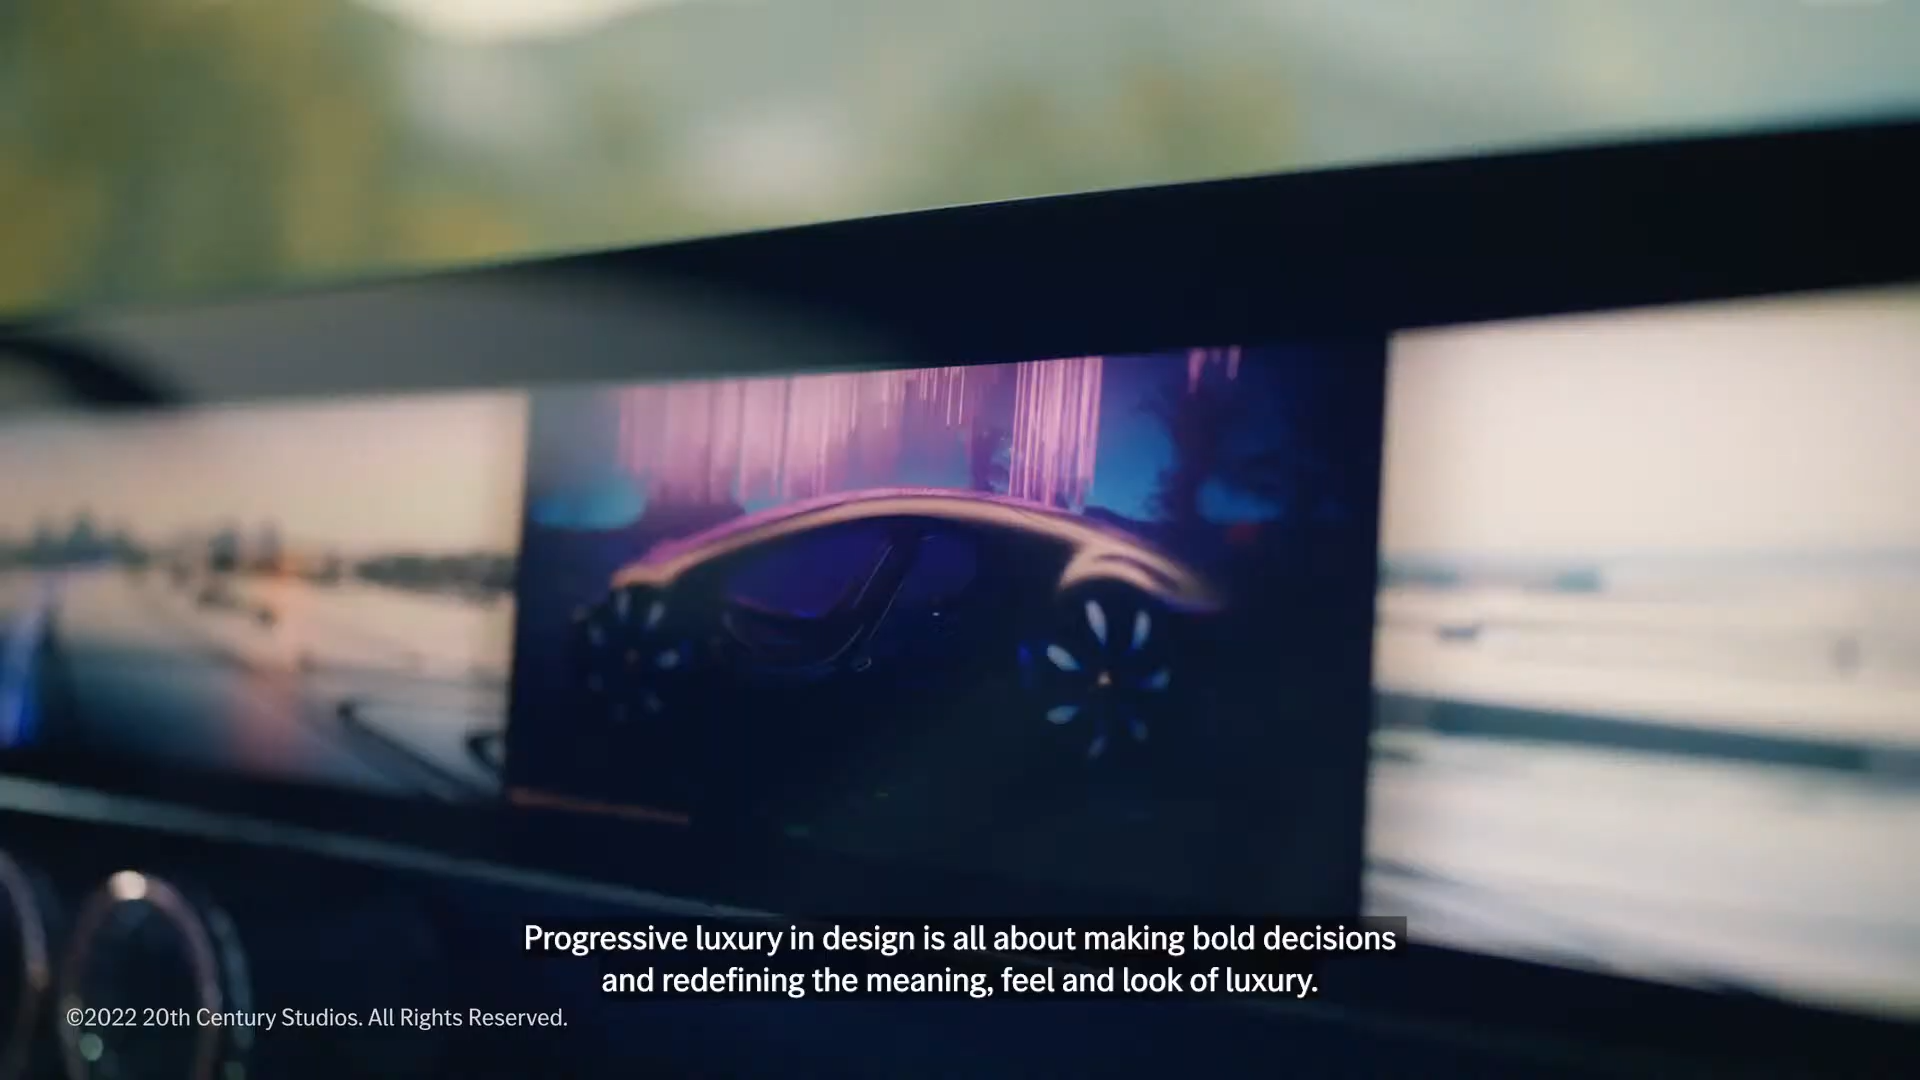 Progressive luxury in design is all about making bold decisions
and redefining the meaning, feel and look of luxury.
©2022 20th Century Studios. All Rights Reserved.